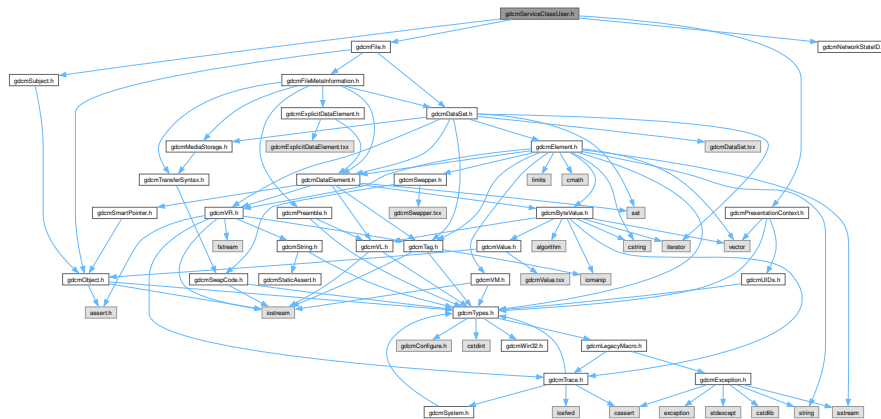 gdcmServiceClassUser.h
gdcmFile.h
gdcmNetworkStateID.
gdcmSubject.h
gdcmFileMetaInformation.h
gdcmExplicitDataElement.h
gdcmDataSet.h
gdcmMediaStorage.h
gdcmExplicitDataElement.txx
gdcmElement.h
gdcmDataSet.txx
gdcmTransferSyntax.h
gdcmDataElement.h
gdcmSwapper.h
limits
cmath
gdcmSmartPointer.h
gdcmVR.h
gdcmPreamble.h
gdcmSwapper.txx
gdcmByteValue.h
set
gdcmPresentationContext.h
fstream
gdcmString.h
gdcmVL.h
gdcmTag.h
gdcmValue.h
algorithm
cstring
iterator
vector
gdcmObject.h
gdcmSwapCode.h
gdcmStaticAssert.h
gdcmVM.h
gdcmValue.txx
iomanip
gdcmUIDs.h
assert.h
iostream
gdcmTypes.h
gdcmConfigure.h
cstdint
gdcmWin32.h
gdcmLegacyMacro.h
gdcmTrace.h
gdcmException.h
gdcmSystem.h
iosfwd
cassert
exception
stdexcept
cstdlib
string
sstream